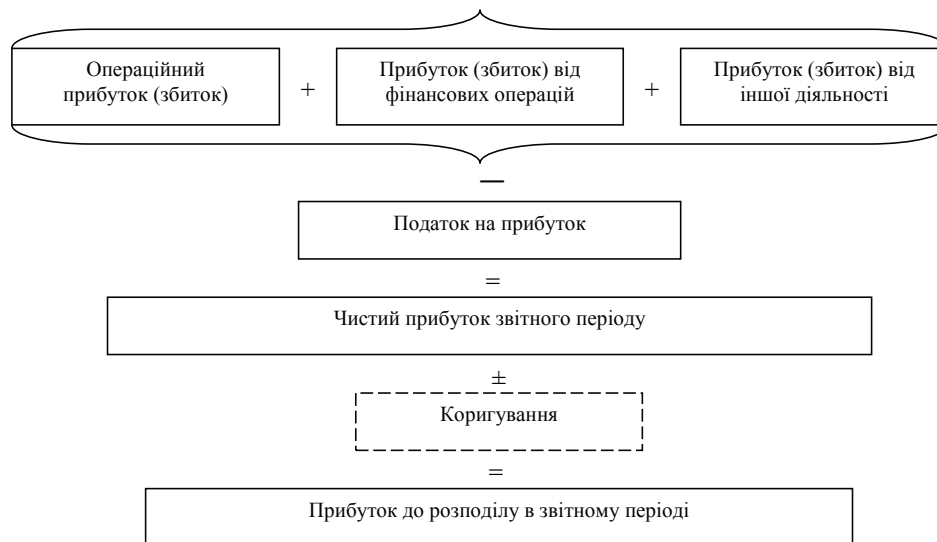 Операційний
прибуток (збиток)
+
Прибуток (збиток) від
фінансових операцій
+
Прибуток (збиток) від
іншої діяльності
—
Податок на прибуток
=
Чистий прибуток звітного періоду
±
Коригування
=
Прибуток до розподілу в звітному періоді